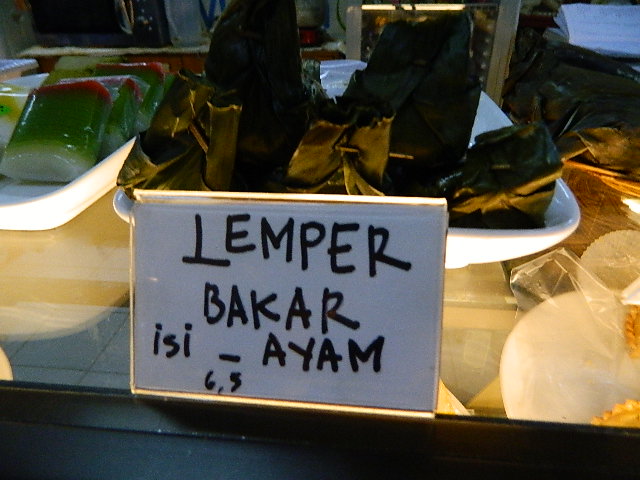 LEMPER
BAKAR
isi - AYAM
6,5